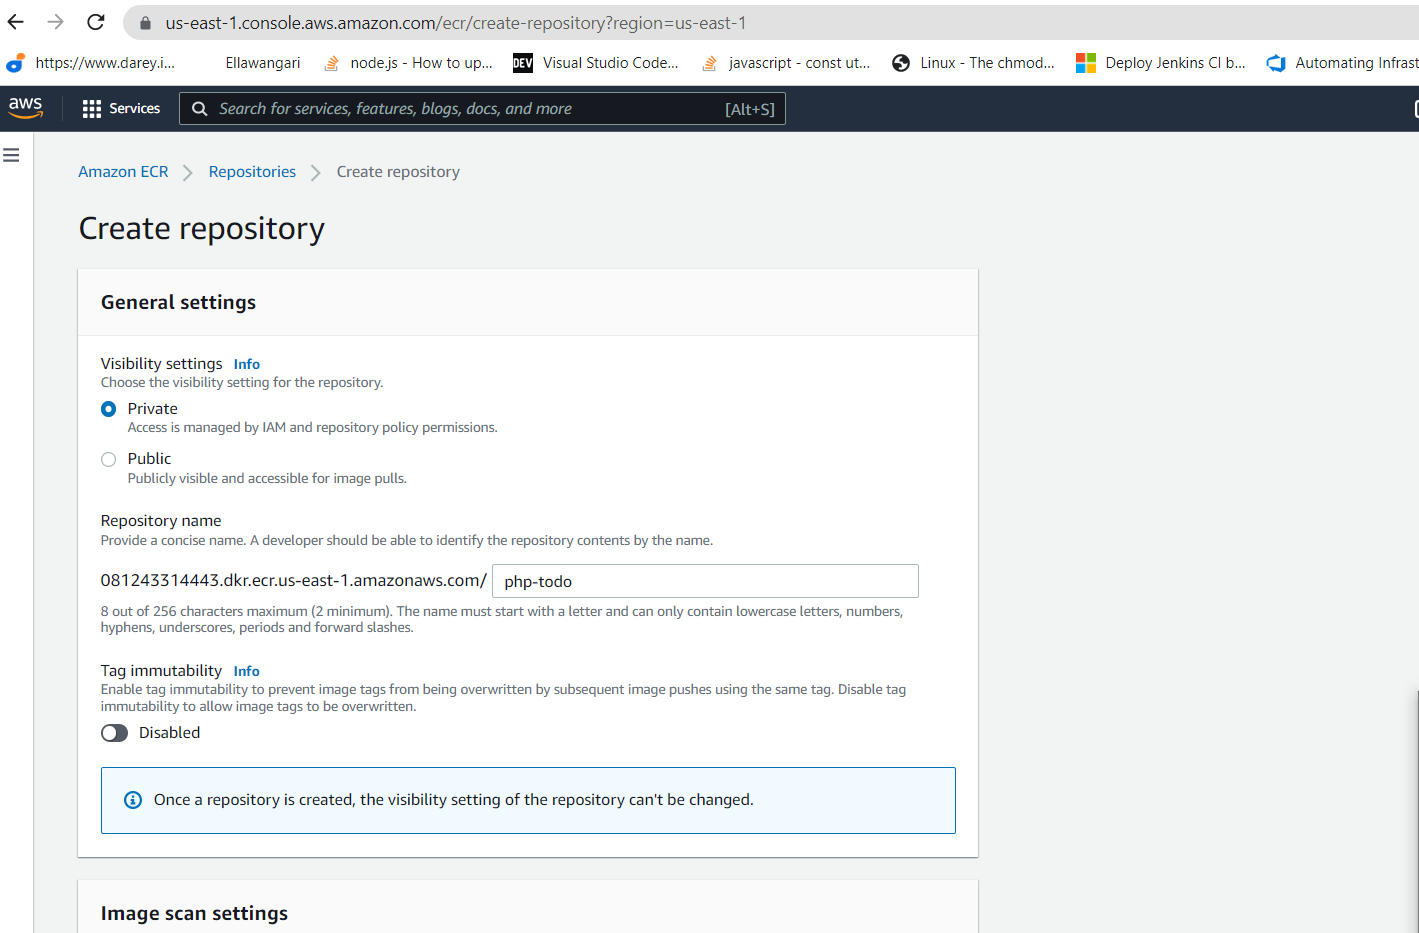 us-east-1.console.aws.amazon.com/ecr/create-repository?region=us-east-1
https://www.darey.i... Ellawangari node.js - How to up... DEV Visual Studio Code... javascript - const ut... Linux - The chmod... Deploy Jenkins CI b... Automating Infrast
aws Services Search for services, features, blogs, docs, and more [Alt+S]
Amazon ECR Repositories Create repository
Create repository
General settings
Visibility settings Info
Choose the visibility setting for the repository.
Private
Access is managed by IAM and repository policy permissions.
Public
Publicly visible and accessible for image pulls.
Repository name
Provide a concise name. A developer should be able to identify the repository contents by the name.
081243314443.dkr.ecr.us-east-1.amazonaws.com/ php-todo
8 out of 256 characters maximum (2 minimum). The name must start with a letter and can only contain lowercase letters, numbers,
hyphens, underscores, periods and forward slashes.
Tag immutability Info
Enable tag immutability to prevent image tags from being overwritten by subsequent image pushes using the same tag. Disable tag
immutability to allow image tags to be overwritten.
Disabled
Once a repository is created, the visibility setting of the repository can't be changed.
Image scan settings